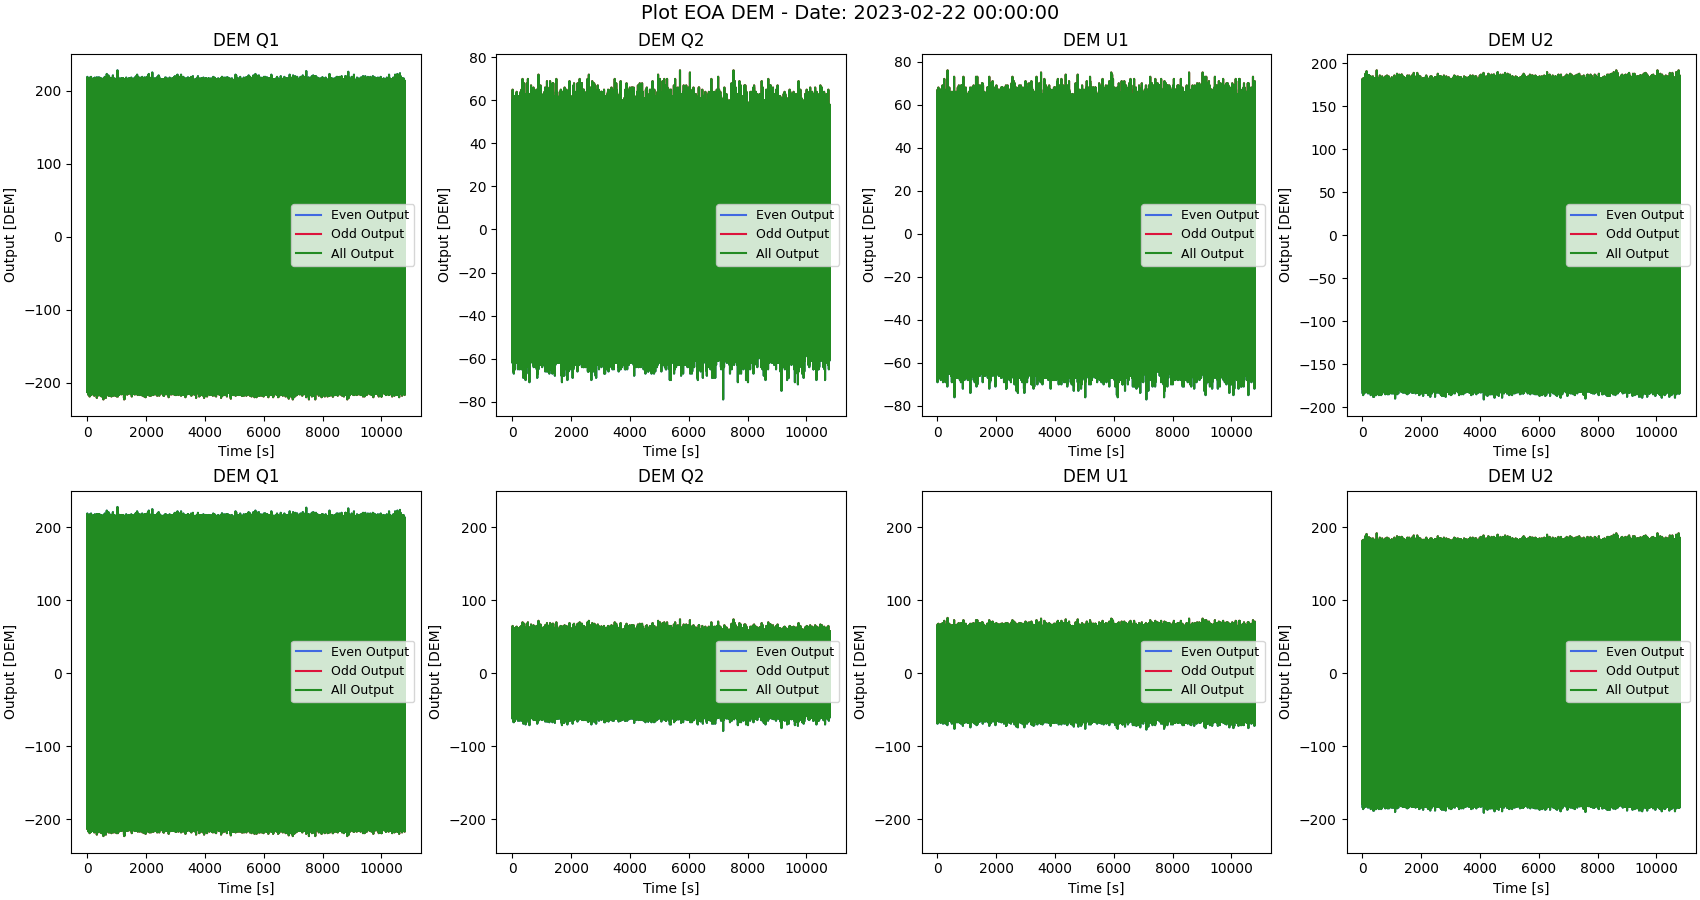 Plot EOA DEM - Date: 2023-02-22 00:00:00
DEM Q1
Output [DEM]
200
100
0
−100
−200
Even Output
Odd Output
All Output
0 2000 4000 6000 8000 10000
Time [s]
DEM Q2
Output [DEM]
80
60
40
20
0
−20
−40
−60
−80
Even Output
Odd Output
All Output
0 2000 4000 6000 8000 10000
Time [s]
DEM U1
Output [DEM]
80
60
40
20
0
−20
−40
−60
−80
Even Output
Odd Output
All Output
0 2000 4000 6000 8000 10000
Time [s]
DEM U2
Output [DEM]
200
150
100
50
0
−50
−100
−150
−200
Even Output
Odd Output
All Output
0 2000 4000 6000 8000 10000
Time [s]
DEM Q1
Output [DEM]
200
100
0
−100
−200
Even Output
Odd Output
All Output
0 2000 4000 6000 8000 10000
Time [s]
DEM Q2
Output [DEM]
200
100
0
−100
−200
Even Output
Odd Output
All Output
0 2000 4000 6000 8000 10000
Time [s]
DEM U1
Output [DEM]
200
100
0
−100
−200
Even Output
Odd Output
All Output
0 2000 4000 6000 8000 10000
Time [s]
DEM U2
Output [DEM]
200
100
0
−100
−200
Even Output
Odd Output
All Output
0 2000 4000 6000 8000 10000
Time [s]